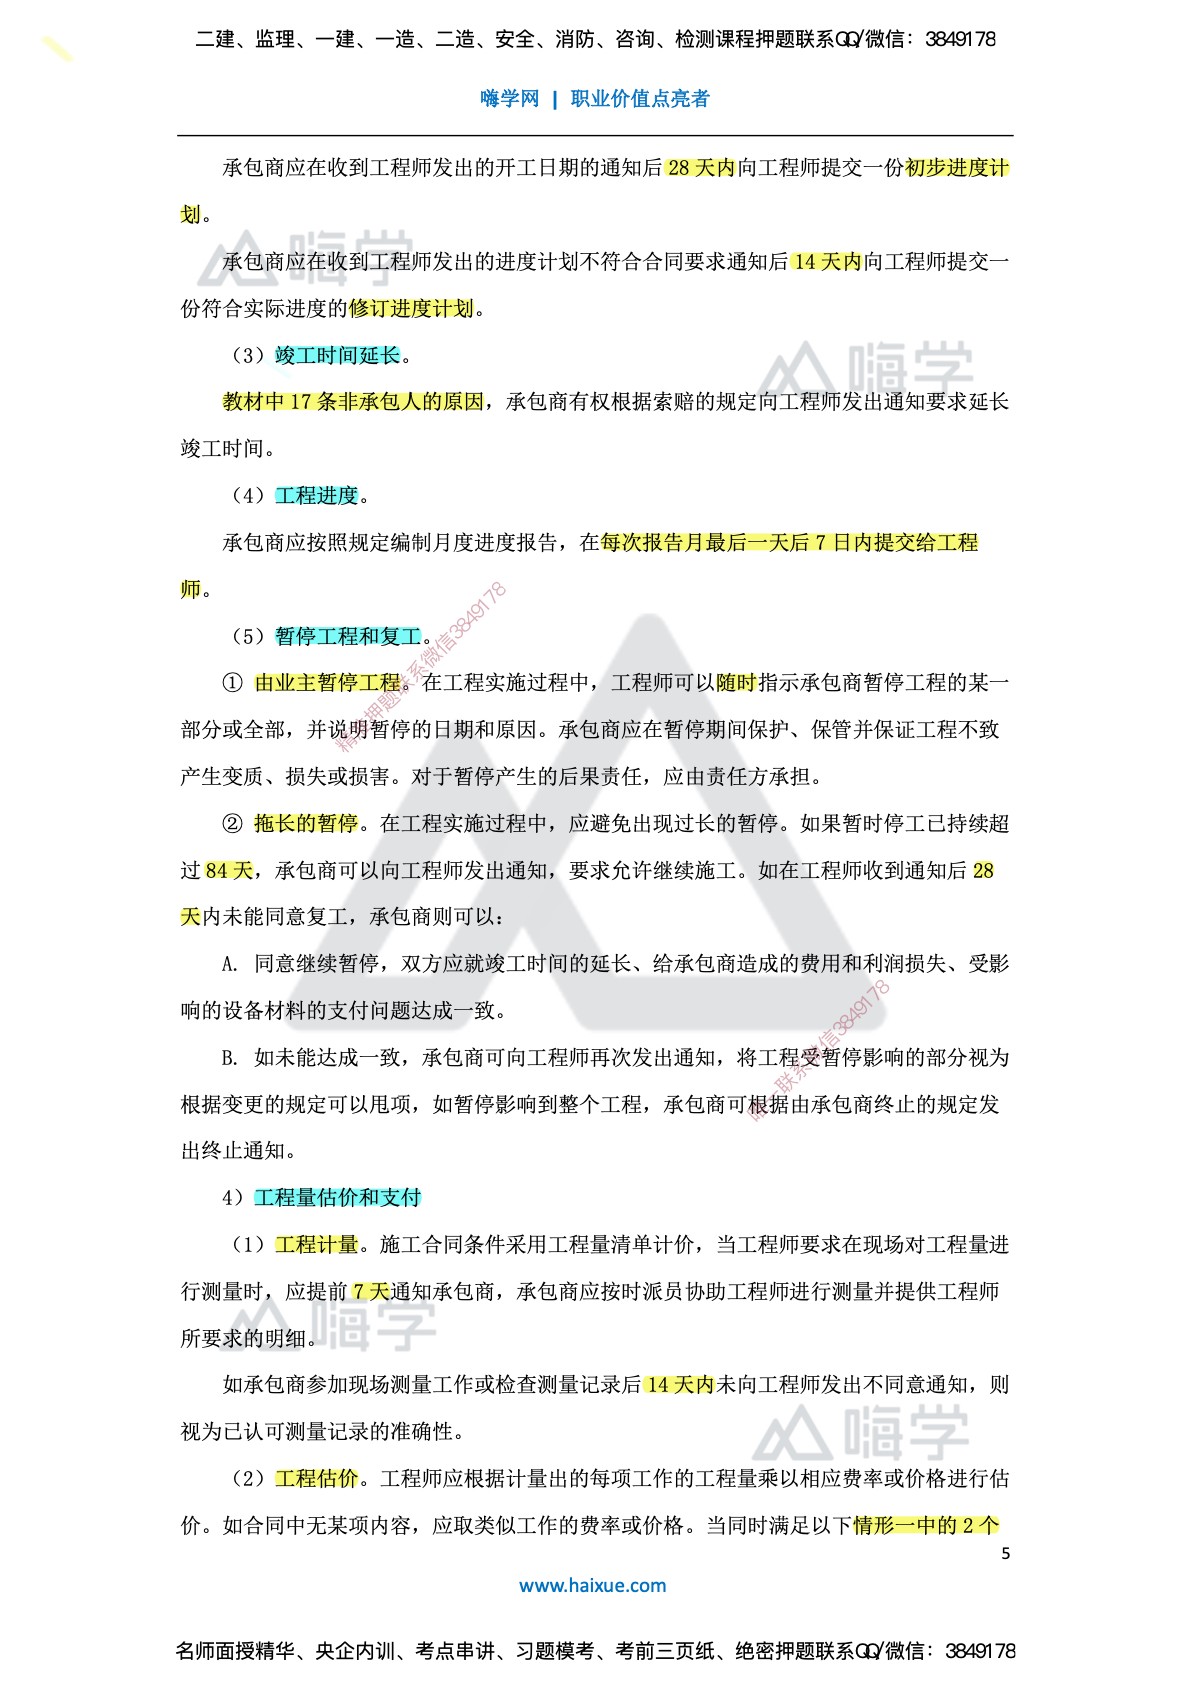 二建、监理、一建、一造、二造、安全、消防、咨询、检测课程押题联系QQ/微信：3849178
嗨学网 | 职业价值点亮者
承包商应在收到工程师发出的开工日期的通知后 28 天内向工程师提交一份初步进度计
划。
嗨学
承包商应在收到工程师发出的进度计划不符合合同要求通知后 14 天内向工程师提交一
份符合实际进度的修订进度计划。
（3）竣工时间延长。
嗨学
教材中 17 条非承包人的原因，承包商有权根据索赔的规定向工程师发出通知要求延长
竣工时间。
（4）工程进度。
承包商应按照规定编制月度进度报告，在每次报告月最后一天后 7 日内提交给工程
师。
（5）暂停工程和复工。
① 由业主暂停工程。在工程实施过程中，工程师可以随时指示承包商暂停工程的某一
部分或全部，并说明暂停的日期和原因。承包商应在暂停期间保护、保管并保证工程不致
产生变质、损失或损害。对于暂停产生的后果责任，应由责任方承担。
② 拖长的暂停。在工程实施过程中，应避免出现过长的暂停。如果暂时停工已持续超
过 84 天，承包商可以向工程师发出通知，要求允许继续施工。如在工程师收到通知后 28
天内未能同意复工，承包商则可以：
A. 同意继续暂停，双方应就竣工时间的延长、给承包商造成的费用和利润损失、受影
响的设备材料的支付问题达成一致。
B. 如未能达成一致，承包商可向工程师再次发出通知，将工程受暂停影响的部分视为
根据变更的规定可以甩项，如暂停影响到整个工程，承包商可根据由承包商终止的规定发
出终止通知。
4）工程量估价和支付
（1）工程计量。施工合同条件采用工程量清单计价，当工程师要求在现场对工程量进
行测量时，应提前 7 天通知承包商，承包商应按时派员协助工程师进行测量并提供工程师
嗨学
所要求的明细。
如承包商参加现场测量工作或检查测量记录后 14 天内未向工程师发出不同意通知，则
视为已认可测量记录的准确性。
嗨学
（2）工程估价。工程师应根据计量出的每项工作的工程量乘以相应费率或价格进行估
价。如合同中无某项内容，应取类似工作的费率或价格。当同时满足以下情形一中的 2 个
5
www.haixue.com
名师面授精华、央企内训、考点串讲、习题模考、考前三页纸、绝密押题联系QQ/微信：3849178
精准押题联系微信3849178
唯一联系微信3849178